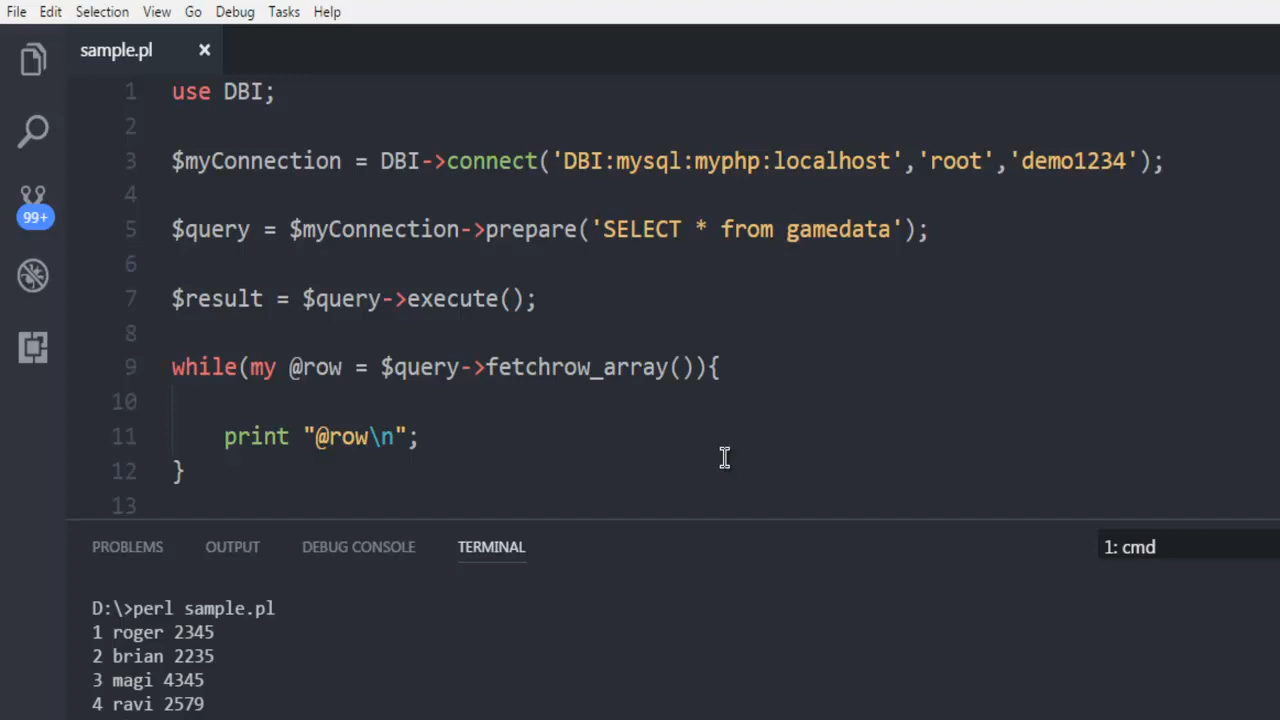 File Edit Selection View Go Debug Tasks Help
sample.pl
1 use DBI;
2
3 $myConnection = DBI->connect('DBI:mysql:myphp:localhost','root','demo1234');
4
99+
5 $query = $myConnection->prepare('SELECT * from gamedata');
6
7 $result = $query->execute();
8
9 while(my @row = $query->fetchrow_array()){
10
11     print "@row\n";
12 }
13
PROBLEMS OUTPUT DEBUG CONSOLE TERMINAL 1: cmd
D:\>perl sample.pl
1 roger 2345
2 brian 2235
3 magi 4345
4 ravi 2579